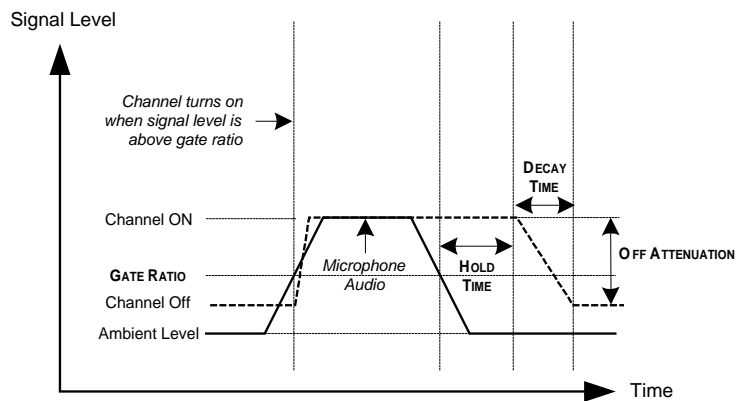 Signal Level
Channel turns on
when signal level is
above gate ratio
DECAY
TIME
Channel ON
OFF ATTENUATION
GATE RATIO
Microphone
Audio
HOLD
TIME
Channel Off
Ambient Level
Time